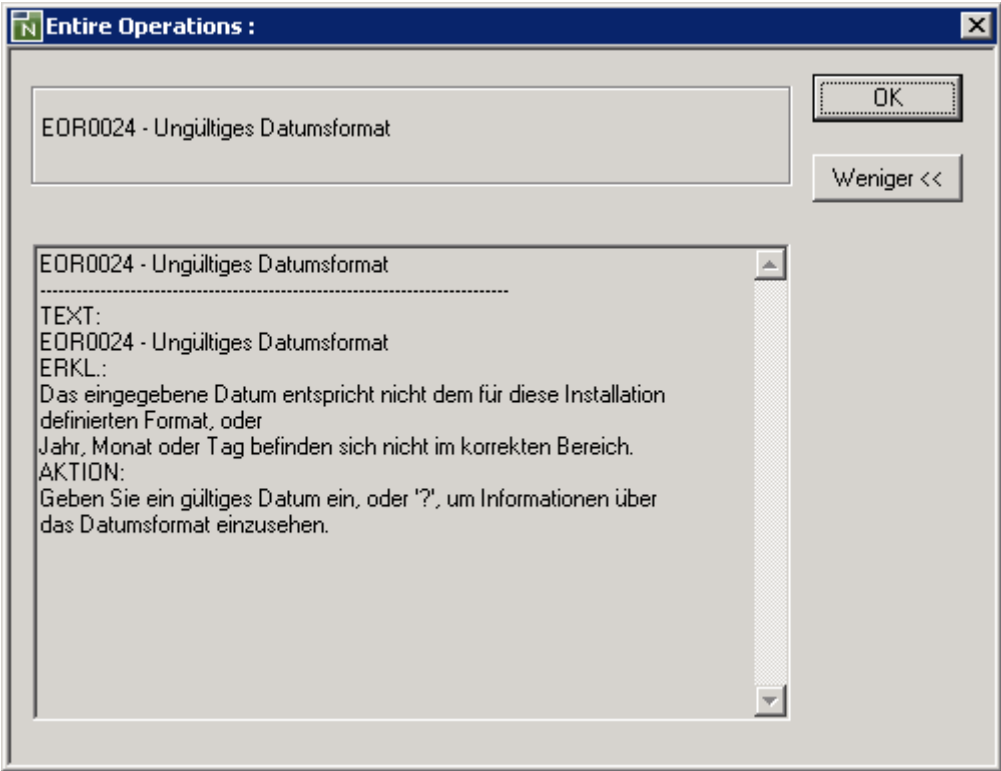 Entire Operations :
EOR0024 - Ungültiges Datumsformat
OK
Weniger <<
EOR0024 - Ungültiges Datumsformat
------------------------------------------------------------------------------
TEXT:
EOR0024 - Ungültiges Datumsformat
ERKL.:
Das eingegebene Datum entspricht nicht dem für diese Installation
definierten Format, oder
Jahr, Monat oder Tag befinden sich nicht im korrekten Bereich.
AKTION:
Geben Sie ein gültiges Datum ein, oder '?', um Informationen über
das Datumsformat einzusehen.